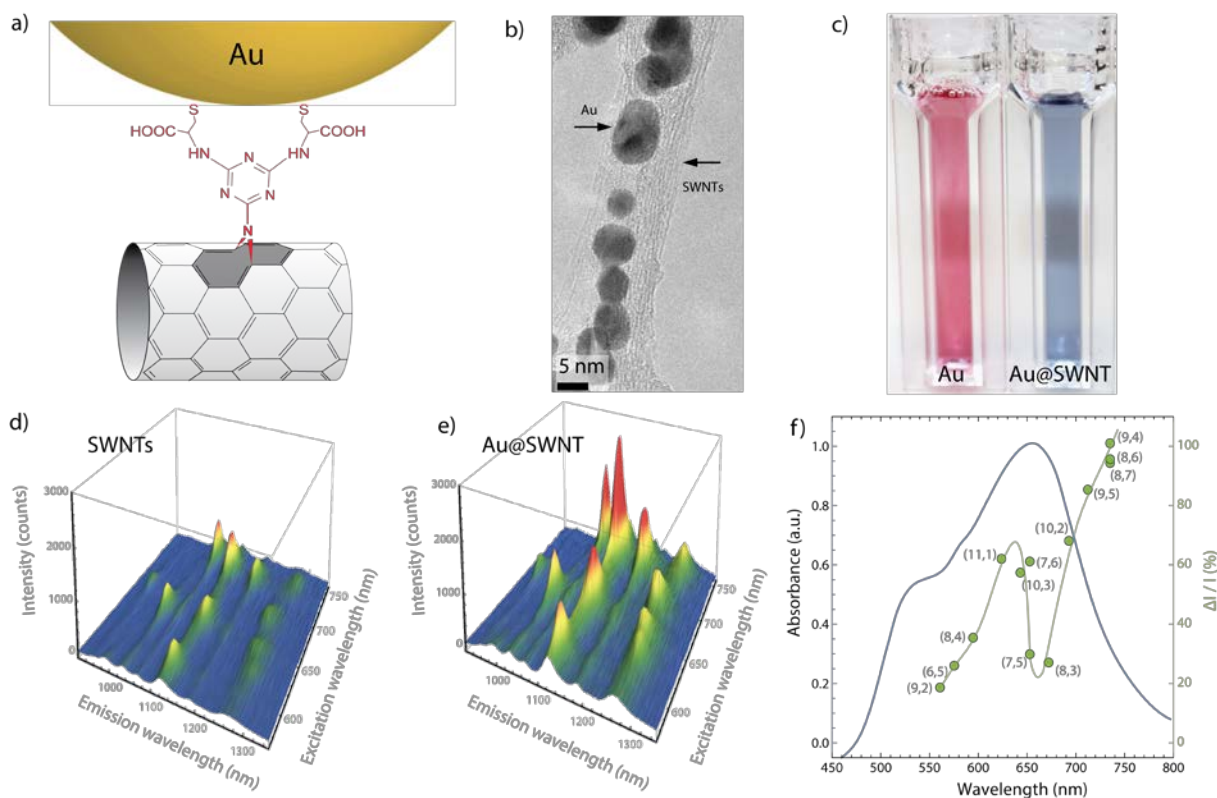 a)
Au
S
S
HOOC
COOH
HN
HN
N
N
N
N
b)
Au
SWNTs
5 nm
c)
Au
Au@SWNT
d)
SWNTs
3000
2000
1000
0
Intensity (counts)
1000
1100
1200
1300
Emission wavelength (nm)
600
650
700
750
Excitation wavelength (nm)
e)
Au@SWNT
3000
2000
1000
0
Intensity (counts)
1000
1100
1200
1300
Emission wavelength (nm)
600
650
700
750
Excitation wavelength (nm)
f)
1.0
0.8
0.6
0.4
0.2
0.0
Absorbance (a.u.)
(9,4)
(8,6)
(8,7)
(9,5)
(10,2)
(11,1)
(7,6)
(10,3)
(8,4)
(7,5)
(8,3)
(6,5)
(9,2)
100
80
60
40
20
0
ΔI / I (%)
450 500 550 600 650 700 750 800
Wavelength (nm)